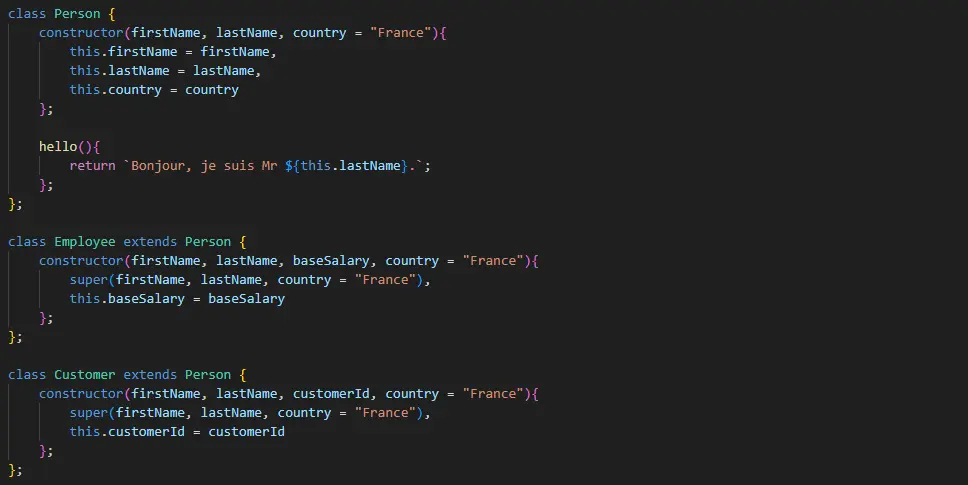 class Person {
    constructor(firstName, lastName, country = "France"){
        this.firstName = firstName,
        this.lastName = lastName,
        this.country = country
    };

    hello(){
        return `Bonjour, je suis Mr ${this.lastName}.`;
    };
};

class Employee extends Person {
    constructor(firstName, lastName, baseSalary, country = "France"){
        super(firstName, lastName, country = "France"),
        this.baseSalary = baseSalary
    };
};

class Customer extends Person {
    constructor(firstName, lastName, customerId, country = "France"){
        super(firstName, lastName, country = "France"),
        this.customerId = customerId
    };
};